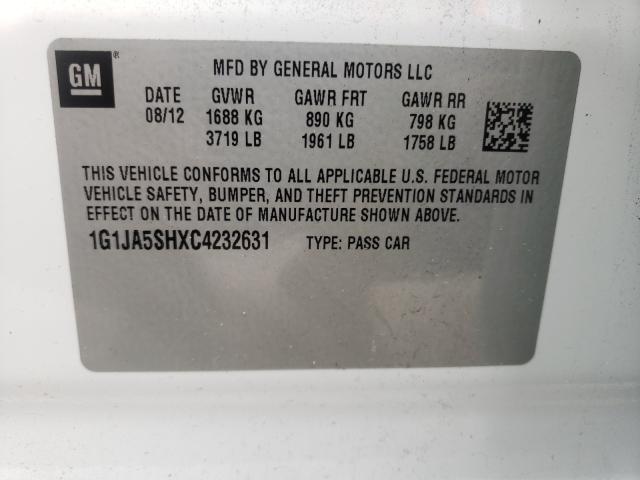 GM ®
MFD BY GENERAL MOTORS LLC
DATE GVWR GAWR FRT GAWR RR
08/12 1688 KG 890 KG 798 KG
3719 LB 1961 LB 1758 LB
THIS VEHICLE CONFORMS TO ALL APPLICABLE U.S. FEDERAL MOTOR
VEHICLE SAFETY, BUMPER, AND THEFT PREVENTION STANDARDS IN
EFFECT ON THE DATE OF MANUFACTURE SHOWN ABOVE.
1G1JA5SHXC4232631 TYPE: PASS CAR